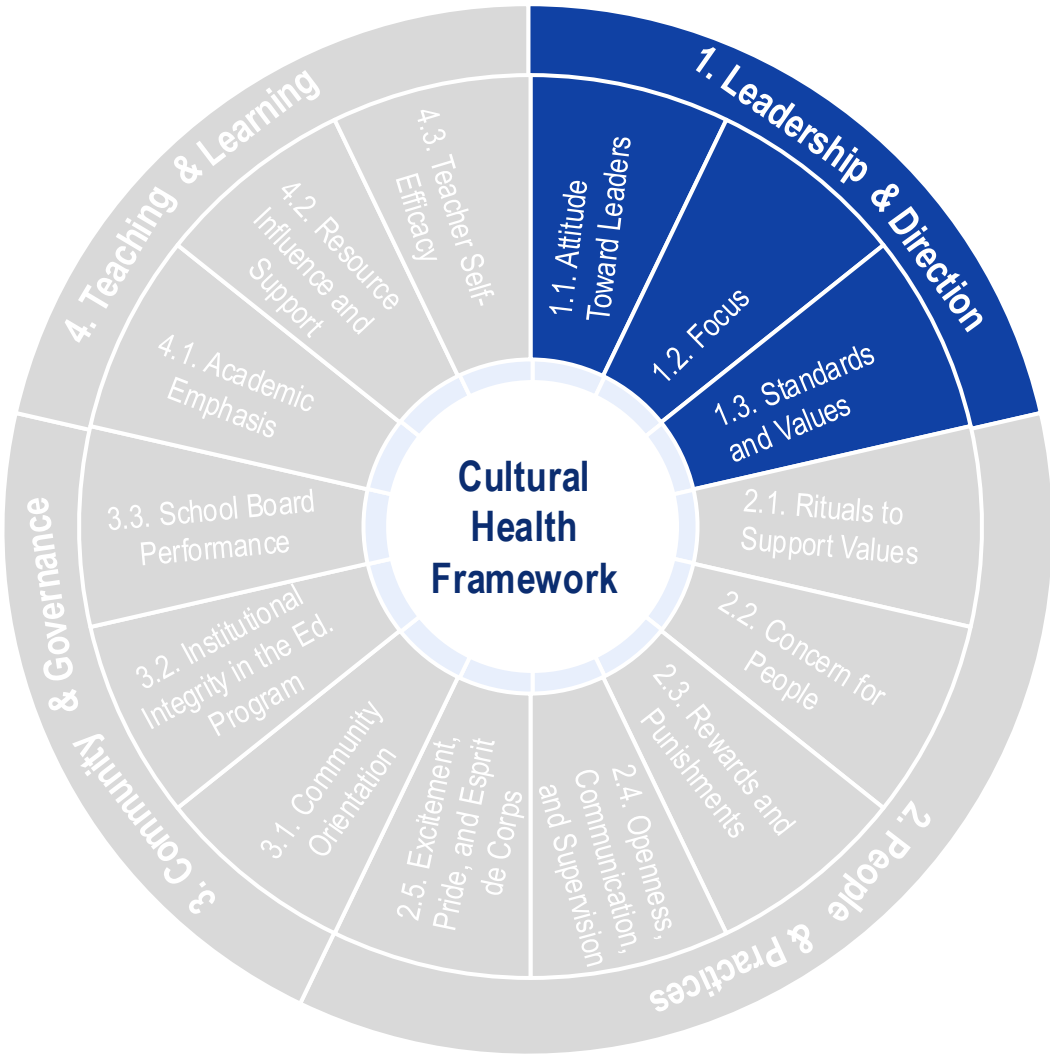 Cultural
Health
Framework
1. Leadership & Direction
1.1. Attitude
Toward Leaders
1.2. Focus
1.3. Standards
and Values
2. People & Practices
2.1. Rituals to
Support Values
2.2. Concern for
People
2.3. Rewards and
Punishments
2.4. Openness,
Communication,
and Supervision
2.5. Excitement,
Pride, and Esprit
de Corps
3. Community & Governance
3.1. Community
Orientation
3.2. Institutional
Integrity in the Ed.
Program
3.3. School Board
Performance
4. Teaching & Learning
4.1. Academic
Emphasis
4.2. Resource
Influence and
Support
4.3. Teacher Self-
Efficacy